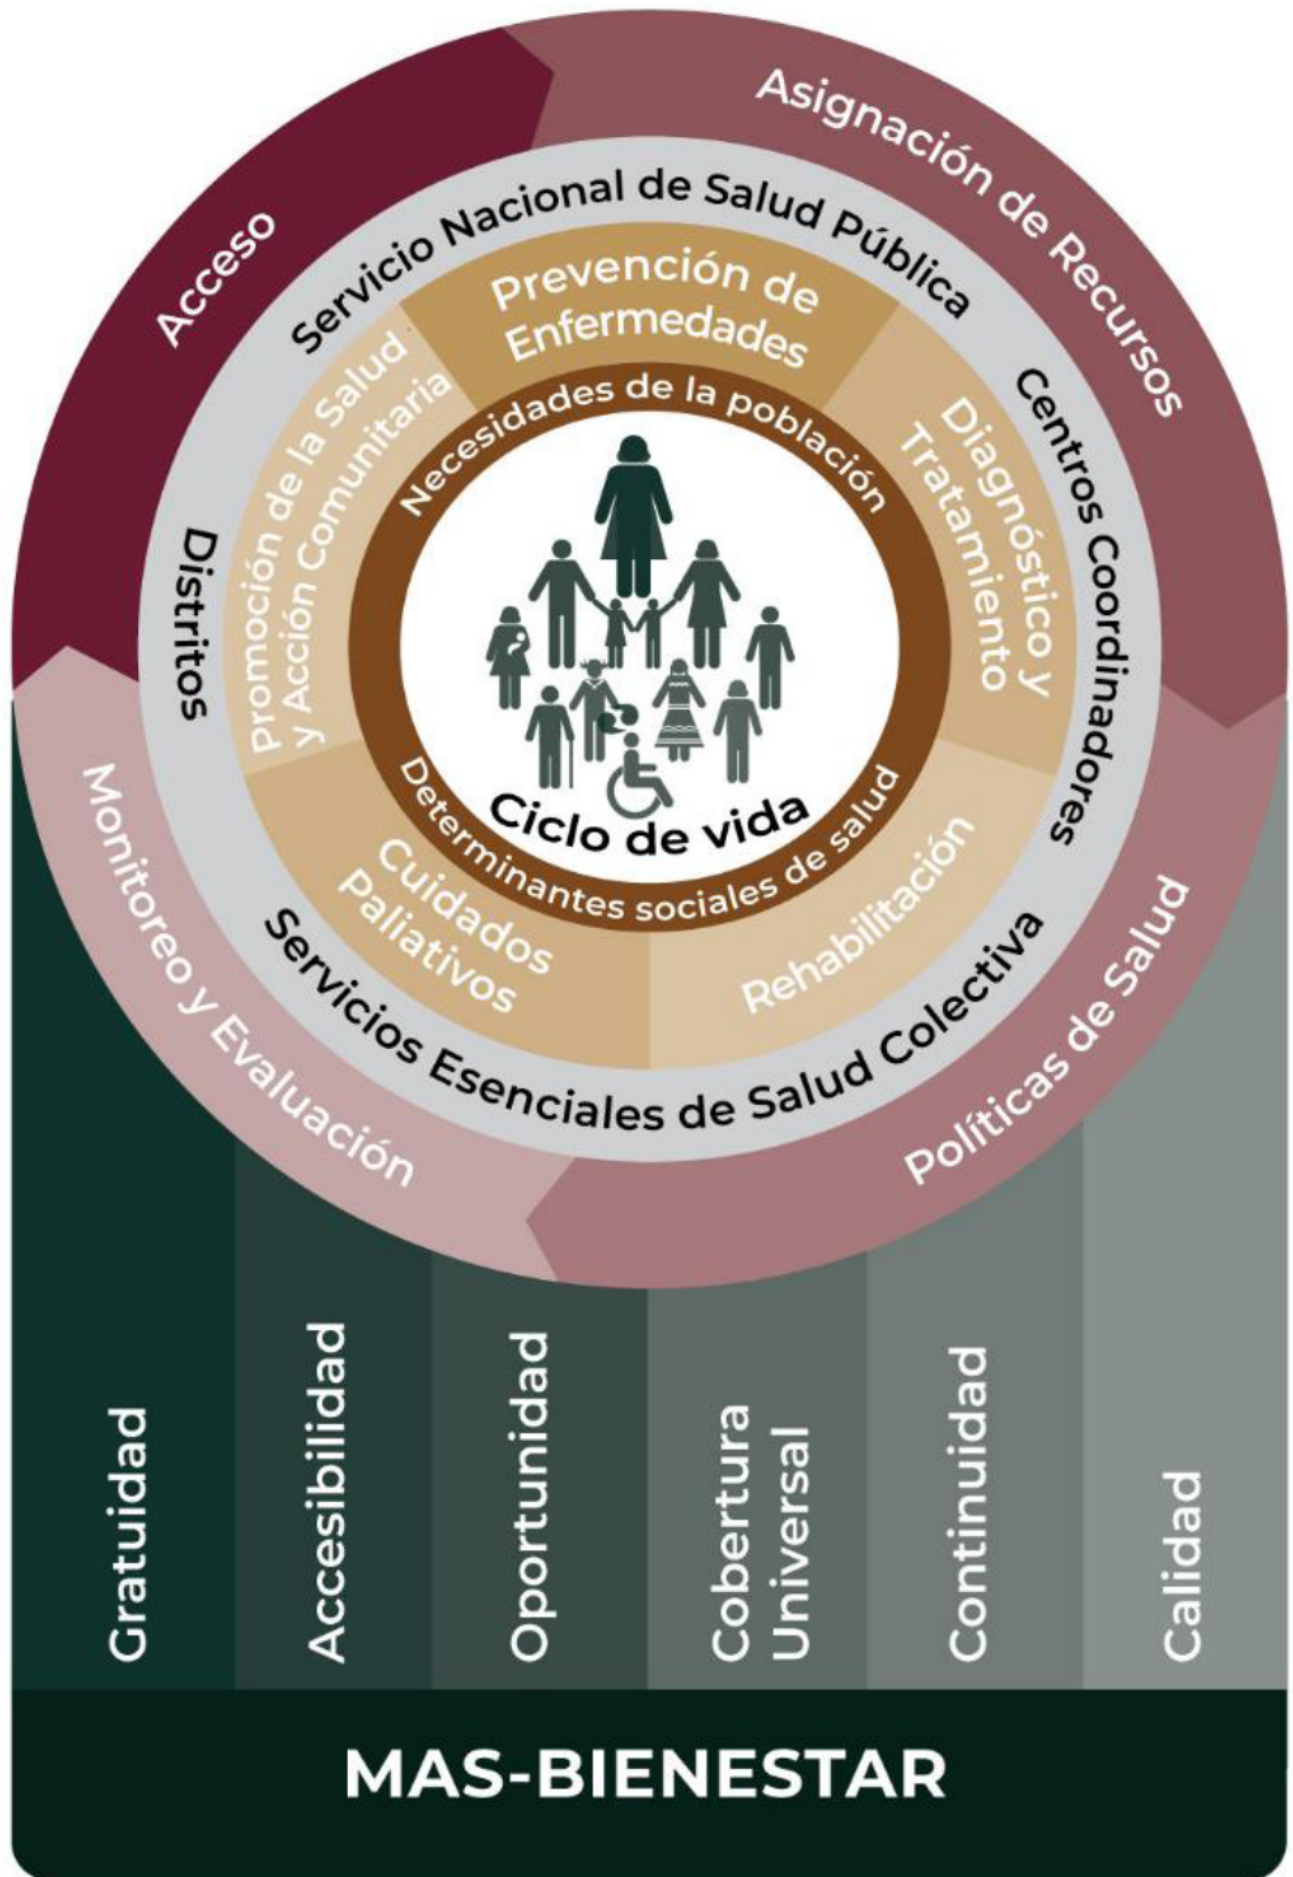 Acceso
Asignación de Recursos
Políticas de Salud
Monitoreo y Evaluación
Servicio Nacional de Salud Pública
Centros Coordinadores
Servicios Esenciales de Salud Colectiva
Distritos
Prevención de
Enfermedades
Diagnóstico y
Tratamiento
Rehabilitación
Cuidados
Paliativos
Promoción de la Salud
y Acción Comunitaria
Necesidades de la población
Determinantes sociales de salud
Ciclo de vida
Gratuidad
Accesibilidad
Oportunidad
Cobertura
Universal
Continuidad
Calidad
MAS-BIENESTAR